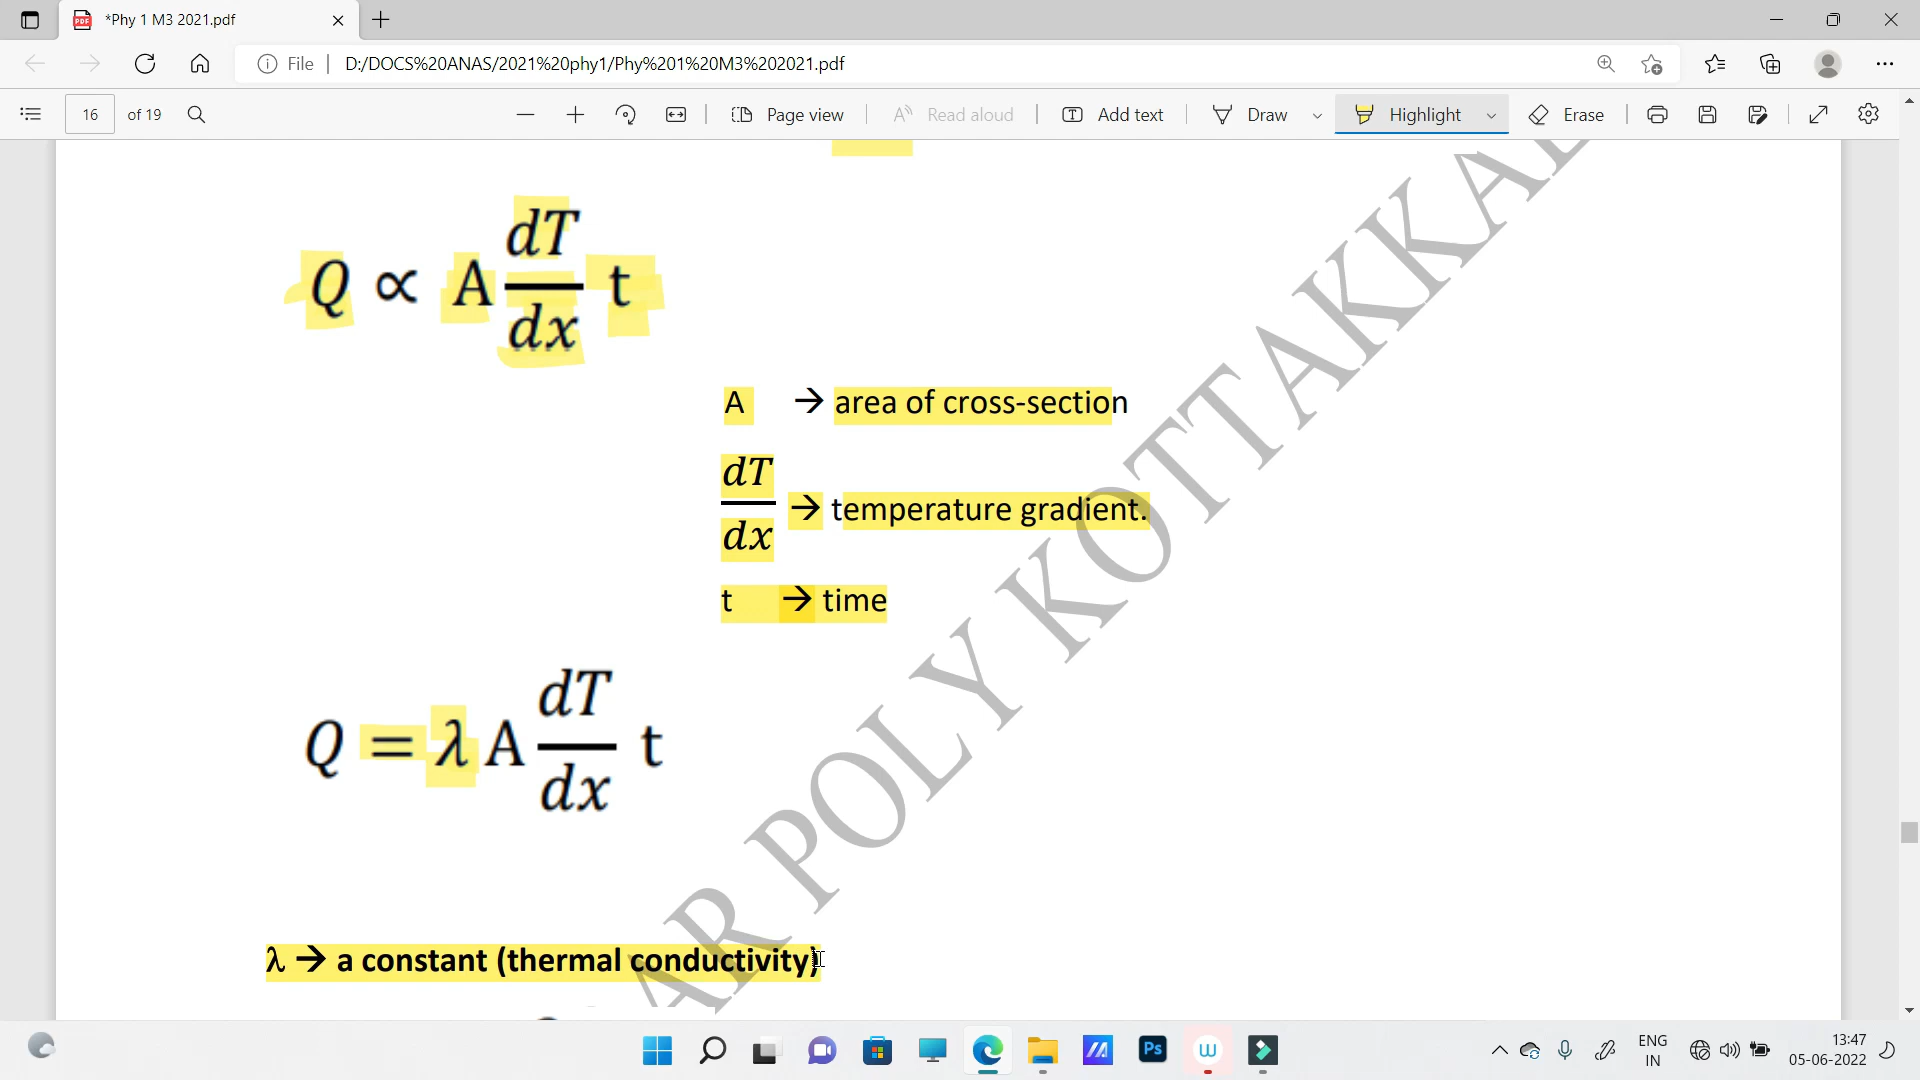 *Phy 1 M3 2021.pdf
File D:/DOCS%20ANAS/2021%20phy1/Phy%201%20M3%202021.pdf
16 of 19 Page view Read aloud Add text Draw Highlight Erase
Q ∝ A dT/dx t
A → area of cross-section
dT/dx → temperature gradient.
t → time
Q = λ A dT/dx t
λ → a constant (thermal conductivity)
AR POLY KOTTAKKAL
Ps
ENG
IN
13:47
05-06-2022